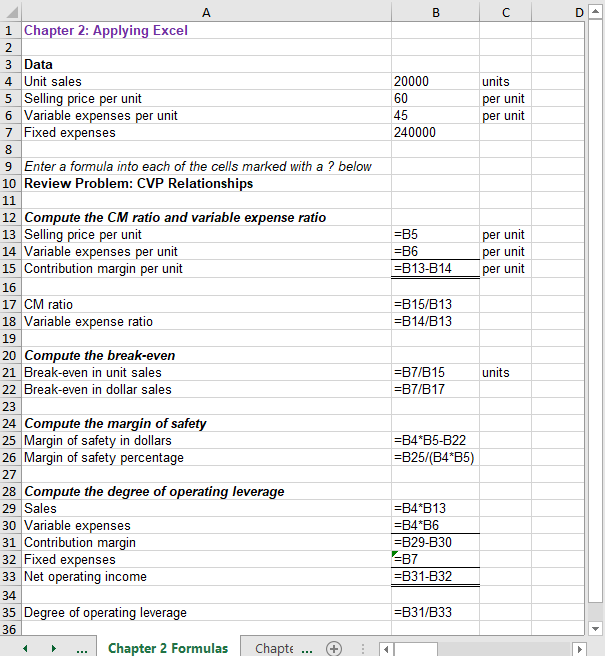 A B C D
1 Chapter 2: Applying Excel
2
3 Data
4 Unit sales 20000 units
5 Selling price per unit 60 per unit
6 Variable expenses per unit 45 per unit
7 Fixed expenses 240000
8
9 Enter a formula into each of the cells marked with a ? below
10 Review Problem: CVP Relationships
11
12 Compute the CM ratio and variable expense ratio
13 Selling price per unit =B5 per unit
14 Variable expenses per unit =B6 per unit
15 Contribution margin per unit =B13-B14 per unit
16
17 CM ratio =B15/B13
18 Variable expense ratio =B14/B13
19
20 Compute the break-even
21 Break-even in unit sales =B7/B15 units
22 Break-even in dollar sales =B7/B17
23
24 Compute the margin of safety
25 Margin of safety in dollars =B4*B5-B22
26 Margin of safety percentage =B25/(B4*B5)
27
28 Compute the degree of operating leverage
29 Sales =B4*B13
30 Variable expenses =B4*B6
31 Contribution margin =B29-B30
32 Fixed expenses =B7
33 Net operating income =B31-B32
34
35 Degree of operating leverage =B31/B33
36
... Chapter 2 Formulas Chapte ...